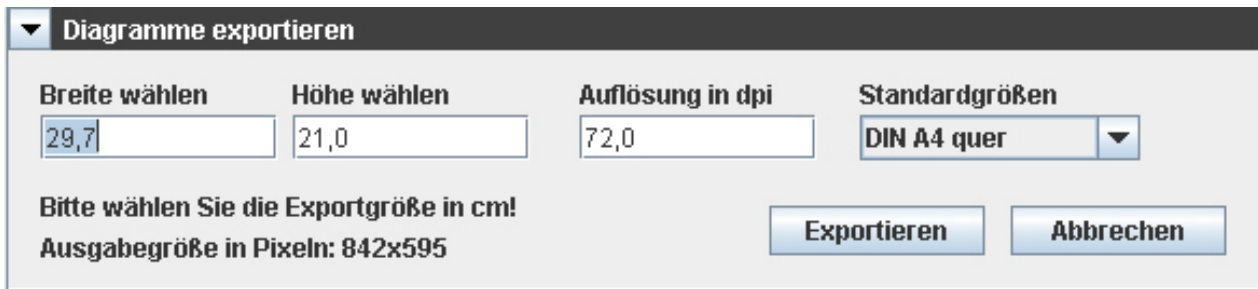 Diagramme exportieren
Breite wählen Höhe wählen Auflösung in dpi Standardgrößen
29,7 21,0 72,0 DIN A4 quer
Bitte wählen Sie die Exportgröße in cm!
Ausgabegröße in Pixeln: 842x595
Exportieren Abbrechen